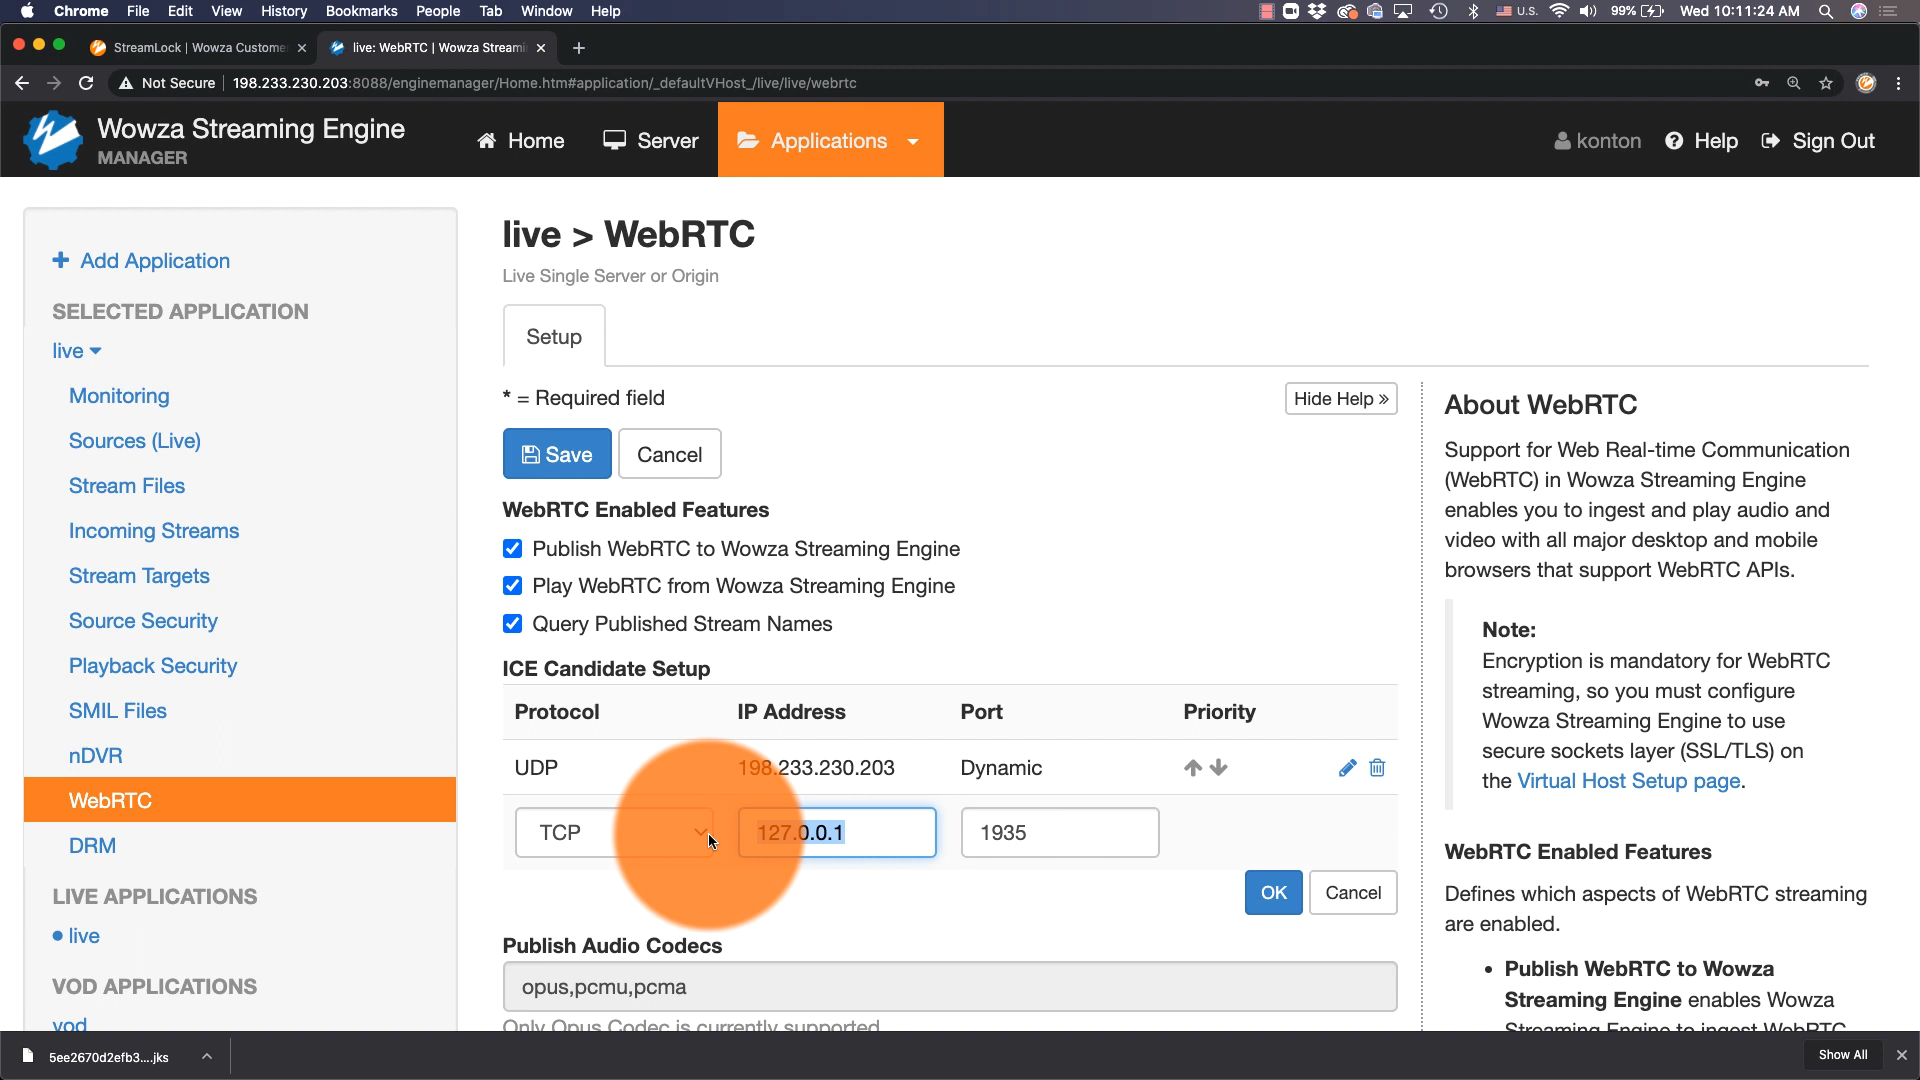 Chrome File Edit View History Bookmarks People Tab Window Help
U.S. 99% Wed 10:11:24 AM
StreamLock | Wowza Custome
live: WebRTC | Wowza Streami
Not Secure 198.233.230.203:8088/enginemanager/Home.htm#application/_defaultVHost_/live/live/webrtc
Wowza Streaming Engine
MANAGER
Home Server Applications
konton Help Sign Out
+ Add Application
SELECTED APPLICATION
live
Monitoring
Sources (Live)
Stream Files
Incoming Streams
Stream Targets
Source Security
Playback Security
SMIL Files
nDVR
WebRTC
DRM
LIVE APPLICATIONS
• live
VOD APPLICATIONS
vod
live > WebRTC
Live Single Server or Origin
Setup
* = Required field
Hide Help »
Save Cancel
WebRTC Enabled Features
Publish WebRTC to Wowza Streaming Engine
Play WebRTC from Wowza Streaming Engine
Query Published Stream Names
ICE Candidate Setup
Protocol IP Address Port Priority
UDP 198.233.230.203 Dynamic
TCP 127.0.0.1 1935
OK Cancel
Publish Audio Codecs
opus,pcmu,pcma
Only Opus Codec is currently supported
About WebRTC
Support for Web Real-time Communication
(WebRTC) in Wowza Streaming Engine
enables you to ingest and play audio and
video with all major desktop and mobile
browsers that support WebRTC APIs.
Note:
Encryption is mandatory for WebRTC
streaming, so you must configure
Wowza Streaming Engine to use
secure sockets layer (SSL/TLS) on
the Virtual Host Setup page.
WebRTC Enabled Features
Defines which aspects of WebRTC streaming
are enabled.
• Publish WebRTC to Wowza
Streaming Engine enables Wowza
Streaming Engine to ingest WebRTC
5ee2670d2efb3....jks
Show All